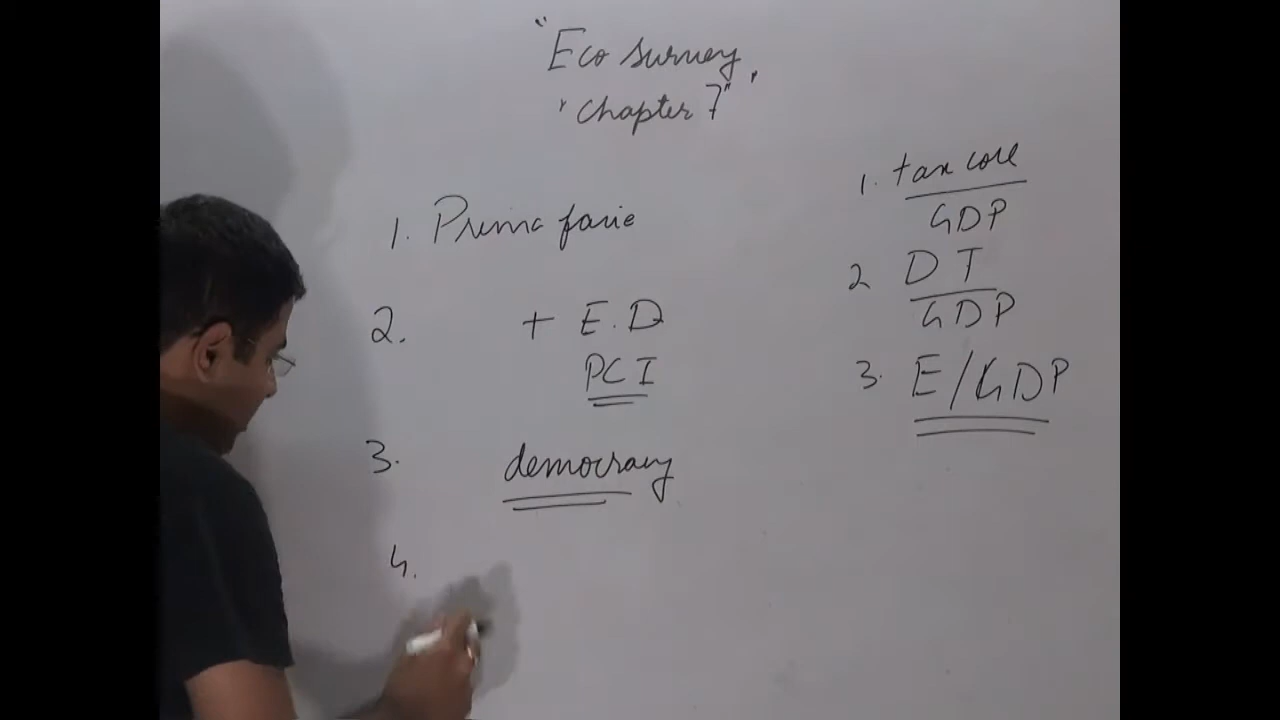 "Eco Survey,
'Chapter 7"'
1. Prima facie
2. + E.D
PCI
3. democracy
4.
1. tax coll
GDP
2 DT
GDP
3. E/GDP